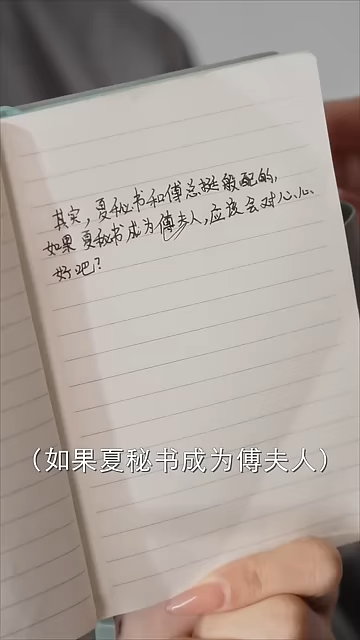 其实，夏秘书和傅总挺般配的，
如果夏秘书成为傅夫人，应该会对心心
好吧？
（如果夏秘书成为傅夫人）